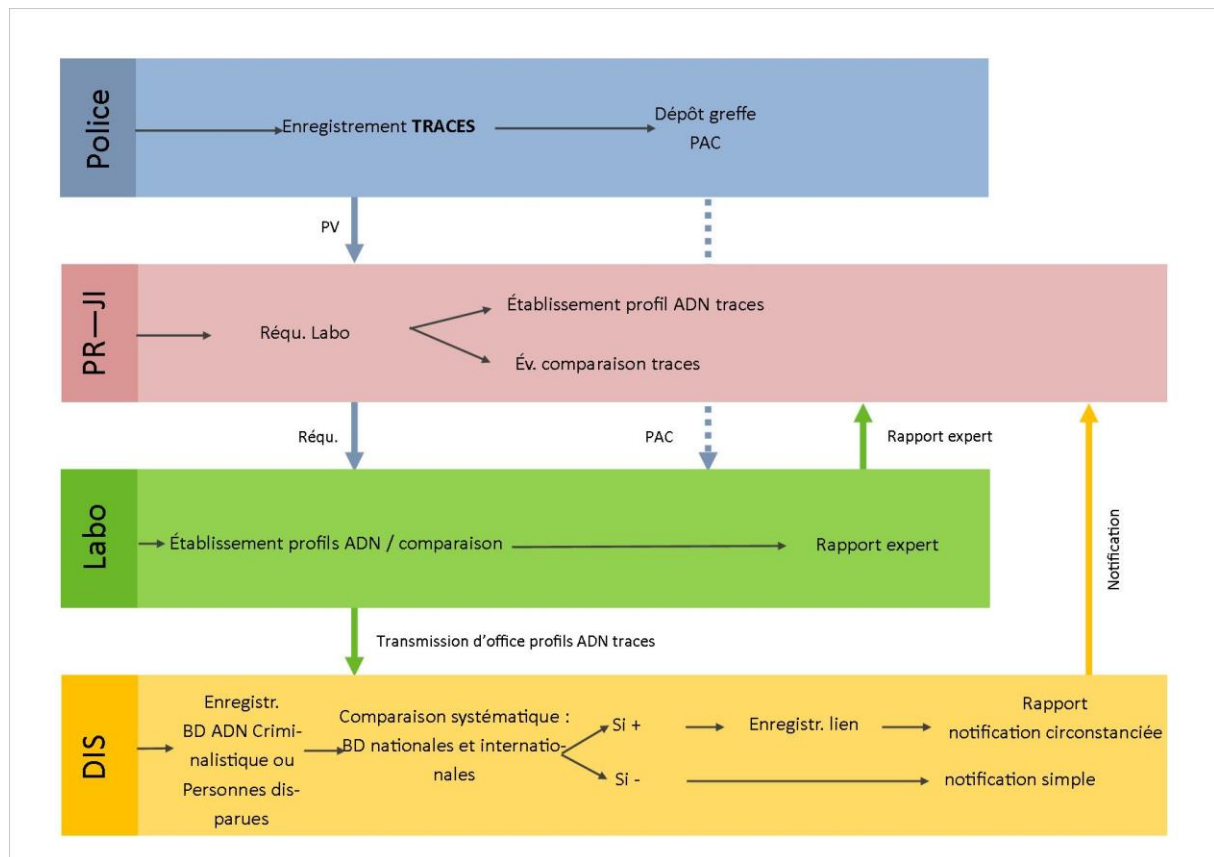 Police
Enregistrement TRACES
Dépôt greffe
PAC
PV
PR—JI
Réqu. Labo
Établissement profil ADN traces
Év. comparaison traces
Réqu.
PAC
Rapport expert
Labo
Établissement profils ADN / comparaison
Rapport expert
Notification
Transmission d’office profils ADN traces
DIS
Enregistr.
BD ADN Crimi-
nalistique ou
Personnes dis-
parues
Comparaison systématique :
BD nationales et internatio-
nales
Si +
Enregistr. lien
Rapport
notification circonstanciée
Si -
notification simple